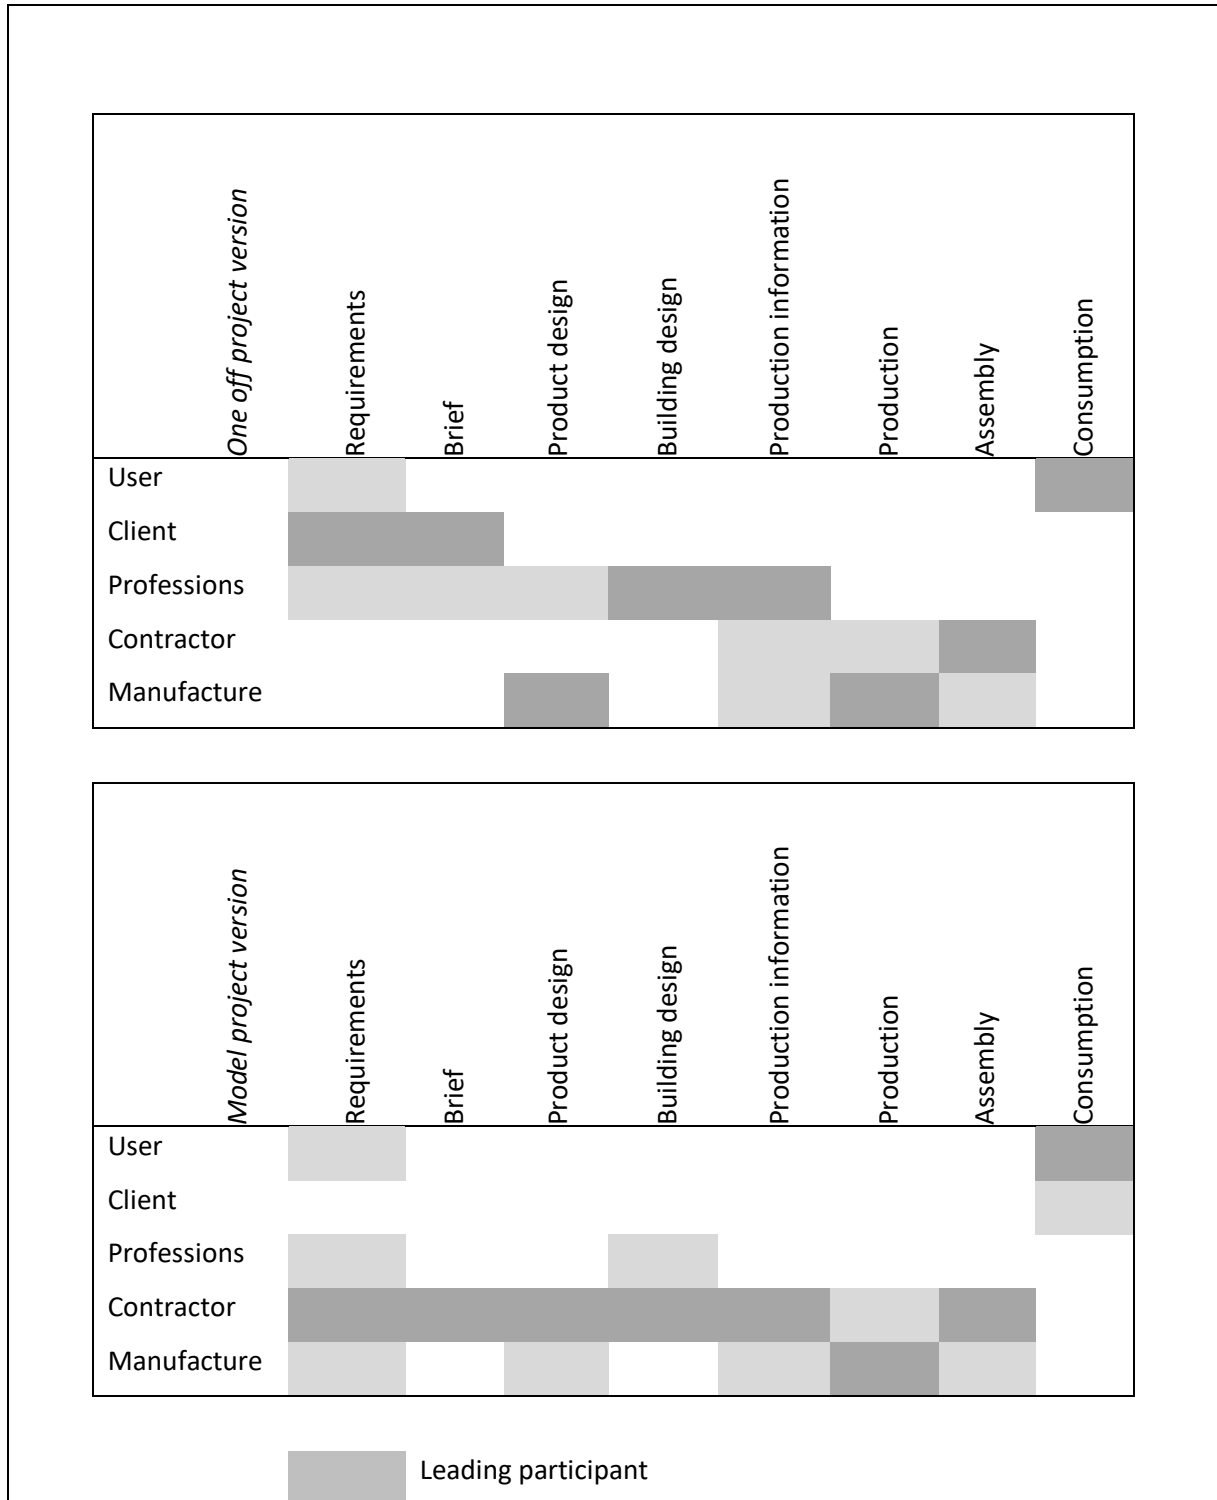 One off project version
Requirements
Brief
Product design
Building design
Production information
Production
Assembly
Consumption
User
Client
Professions
Contractor
Manufacture
Model project version
Requirements
Brief
Product design
Building design
Production information
Production
Assembly
Consumption
User
Client
Professions
Contractor
Manufacture
Leading participant